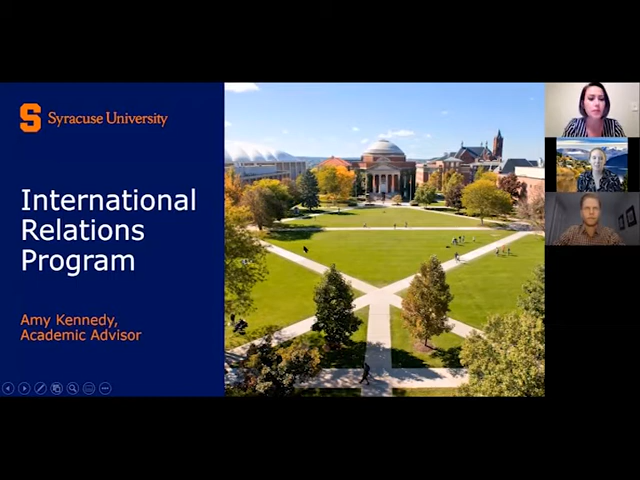 S Syracuse University
International
Relations
Program
Amy Kennedy,
Academic Advisor